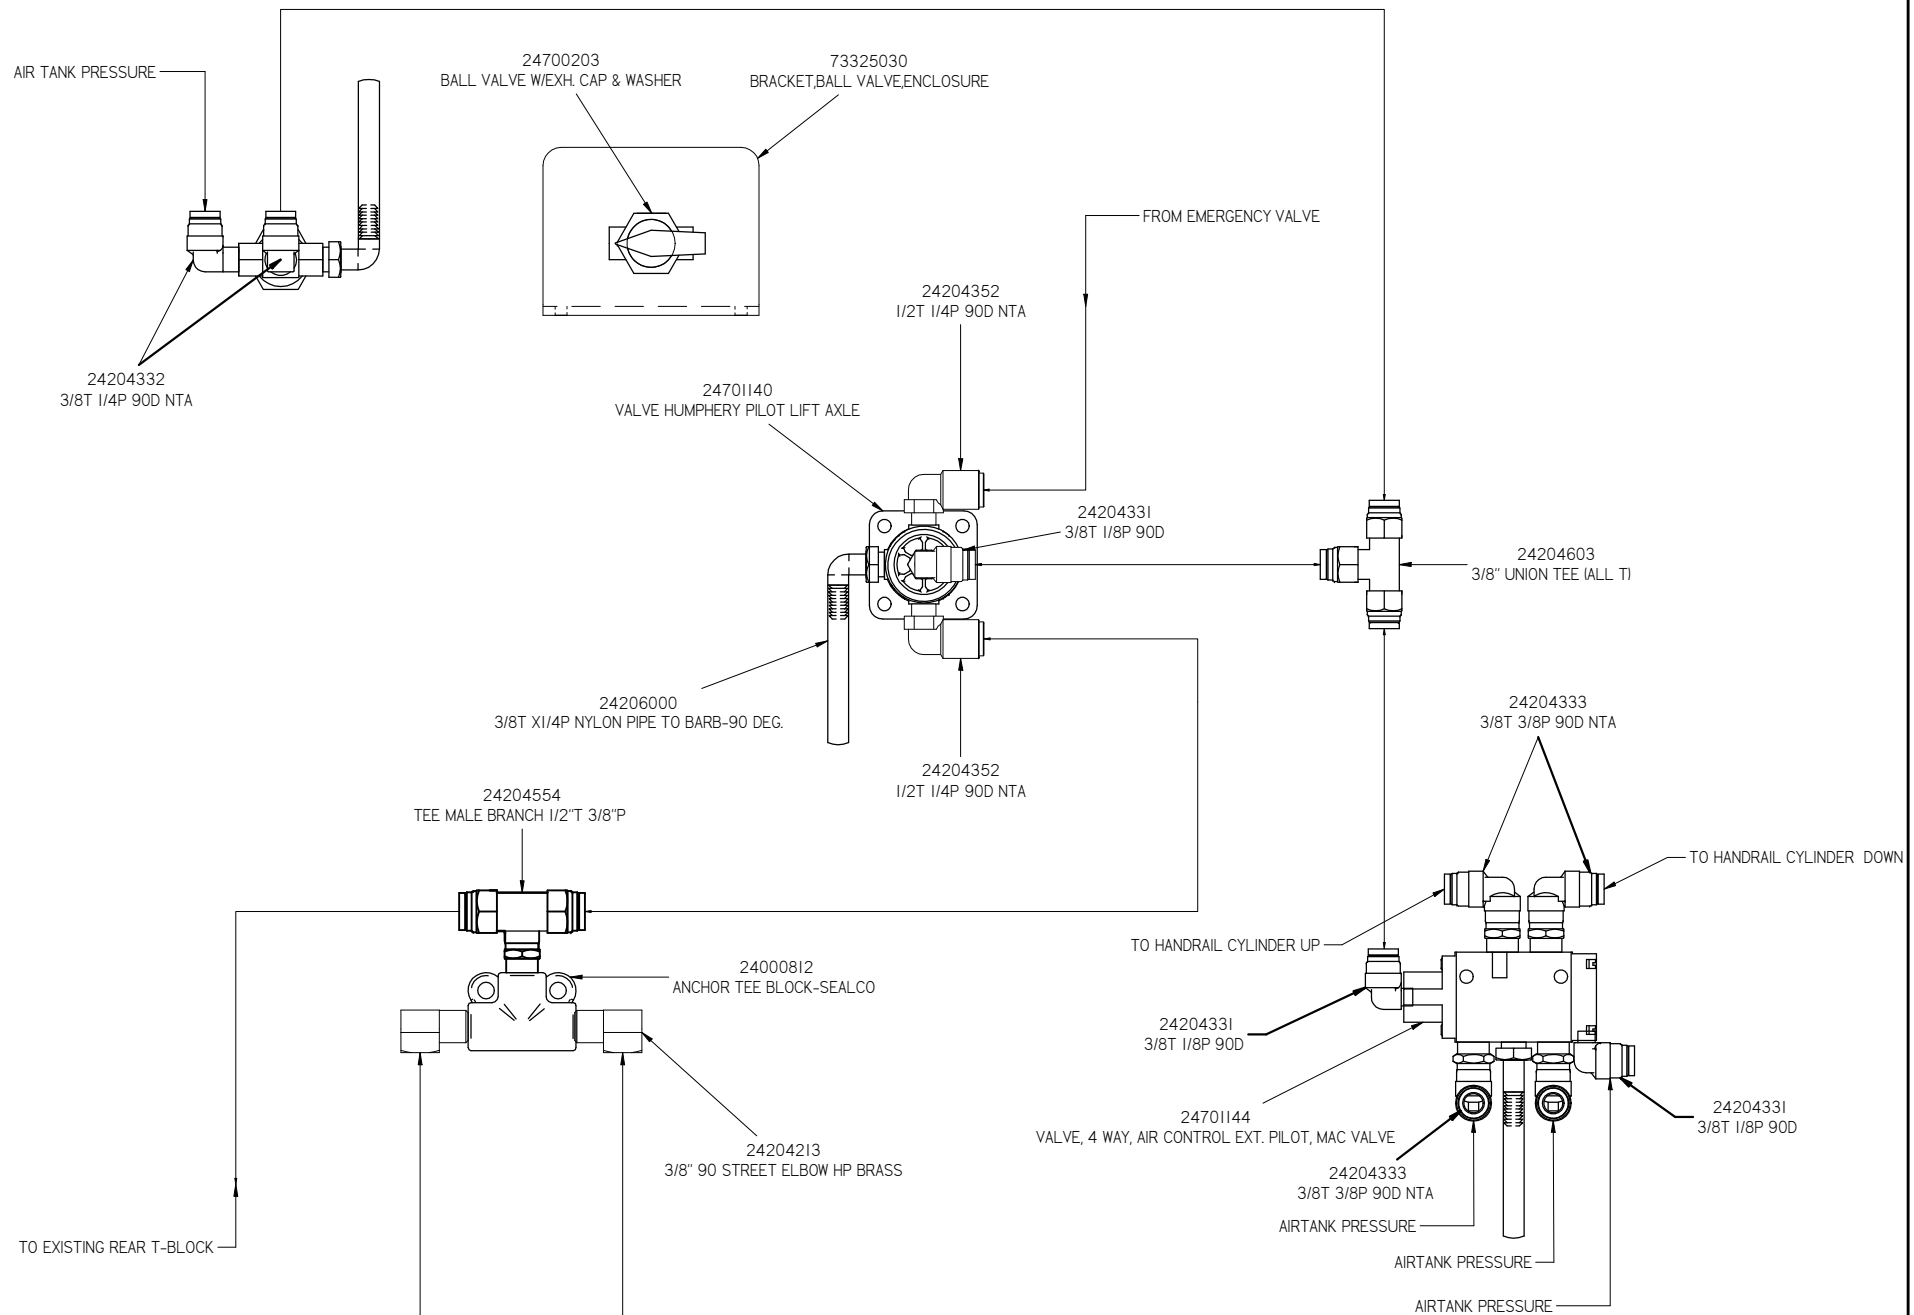 AIR TANK PRESSURE
24700203
BALL VALVE W/EXH. CAP & WASHER
73325030
BRACKET,BALL VALVE,ENCLOSURE
FROM EMERGENCY VALVE
24204352
1/2T 1/4P 90D NTA
24204332
3/8T 1/4P 90D NTA
24701140
VALVE HUMPHERY PILOT LIFT AXLE
24204331
3/8T 1/8P 90D
24204603
3/8" UNION TEE (ALL T)
24206000
3/8T X1/4P NYLON PIPE TO BARB-90 DEG.
24204333
3/8T 3/8P 90D NTA
24204352
1/2T 1/4P 90D NTA
24204554
TEE MALE BRANCH 1/2"T 3/8"P
TO HANDRAIL CYLINDER DOWN
TO HANDRAIL CYLINDER UP
24000812
ANCHOR TEE BLOCK-SEALCO
24204331
3/8T 1/8P 90D
24701144
VALVE, 4 WAY, AIR CONTROL EXT. PILOT, MAC VALVE
24204331
3/8T 1/8P 90D
24204213
3/8" 90 STREET ELBOW HP BRASS
24204333
3/8T 3/8P 90D NTA
AIRTANK PRESSURE
TO EXISTING REAR T-BLOCK
AIRTANK PRESSURE
AIRTANK PRESSURE